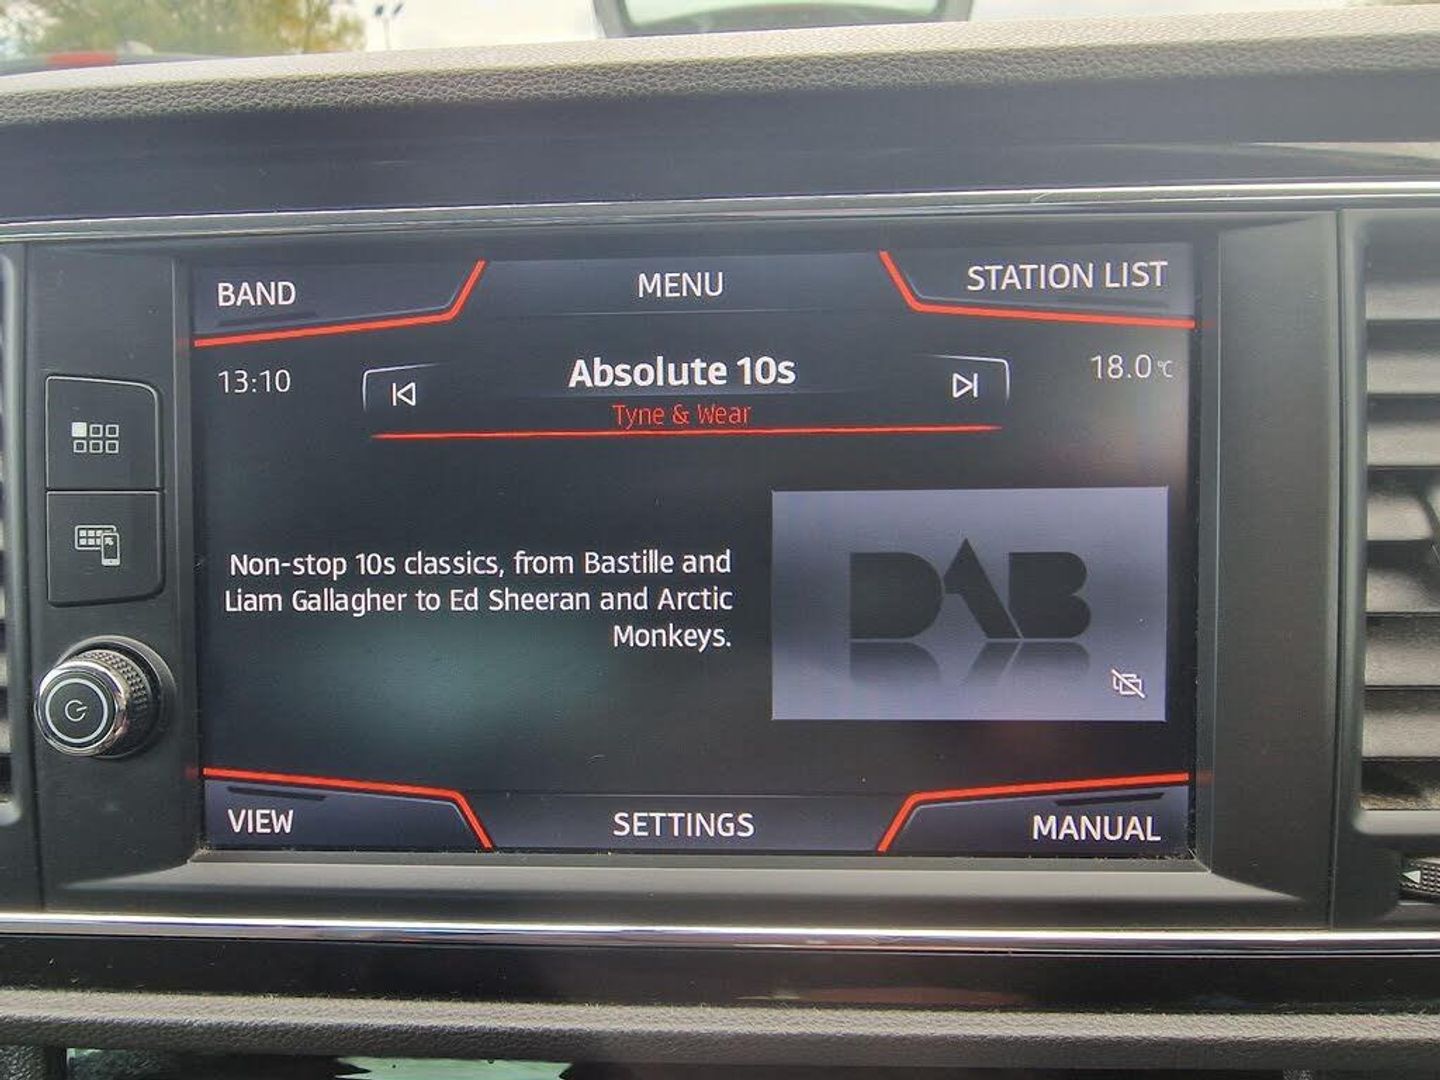 BAND MENU STATION LIST
13:10 Absolute 10s 18.0°C
Tyne & Wear
Non-stop 10s classics, from Bastille and
Liam Gallagher to Ed Sheeran and Arctic
Monkeys.
DAB
VIEW SETTINGS MANUAL